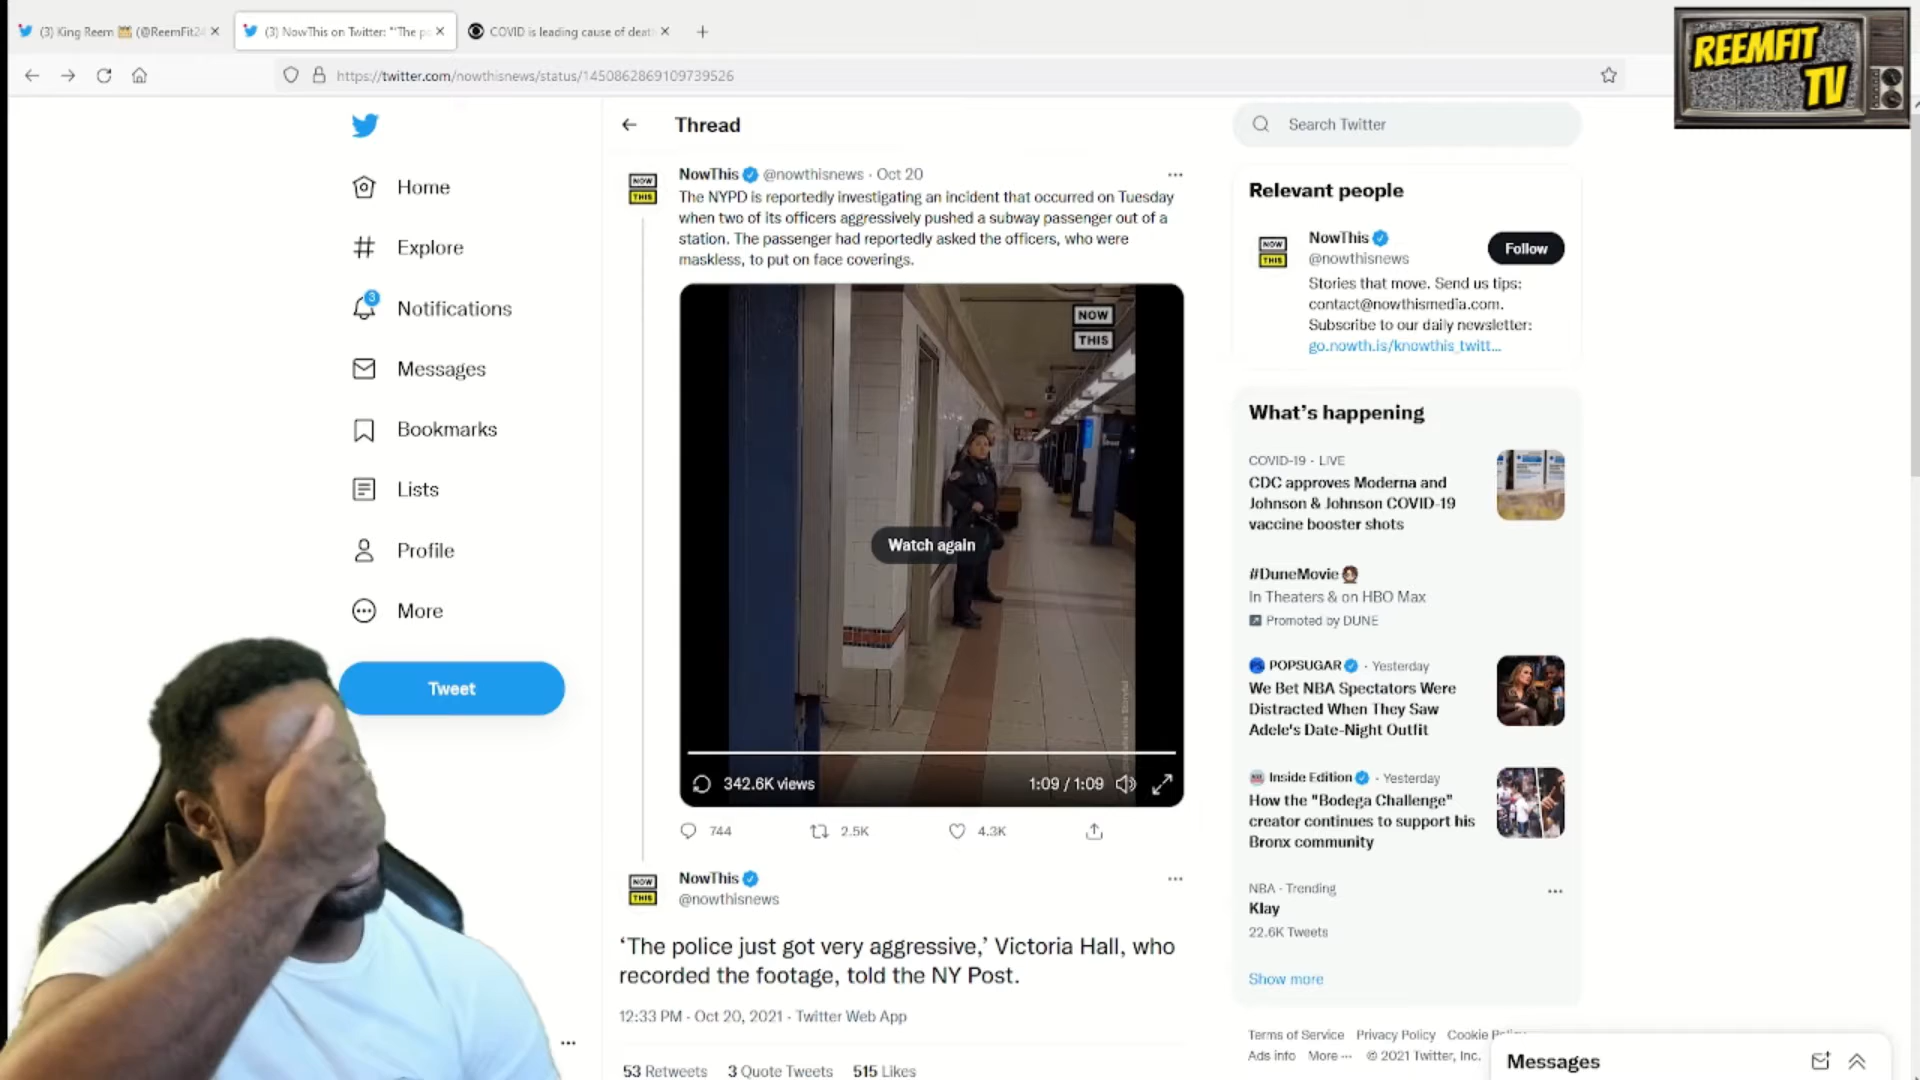 (3) King Reem (@ReemFit24
(3) NowThis on Twitter: "'The po
COVID is leading cause of death
https://twitter.com/nowthisnews/status/1450862869109739526
REEMFIT
TV
Home
Explore
3
Notifications
Messages
Bookmarks
Lists
Profile
More
Tweet
Thread
NOW
THIS
NowThis @nowthisnews · Oct 20
The NYPD is reportedly investigating an incident that occurred on Tuesday
when two of its officers aggressively pushed a subway passenger out of a
station. The passenger had reportedly asked the officers, who were
maskless, to put on face coverings.
NOW
THIS
Watch again
342.6K views
1:09 / 1:09
744
2.5K
4.3K
NOW
THIS
NowThis
@nowthisnews
‘The police just got very aggressive,’ Victoria Hall, who
recorded the footage, told the NY Post.
12:33 PM · Oct 20, 2021 · Twitter Web App
53 Retweets 3 Quote Tweets 515 Likes
Search Twitter
Relevant people
NOW
THIS
NowThis
@nowthisnews
Follow
Stories that move. Send us tips:
contact@nowthismedia.com.
Subscribe to our daily newsletter:
go.nowth.is/knowthis_twitt...
What’s happening
COVID-19 · LIVE
CDC approves Moderna and
Johnson & Johnson COVID-19
vaccine booster shots
#DuneMovie
In Theaters & on HBO Max
Promoted by DUNE
POPSUGAR · Yesterday
We Bet NBA Spectators Were
Distracted When They Saw
Adele's Date-Night Outfit
Inside Edition · Yesterday
How the "Bodega Challenge"
creator continues to support his
Bronx community
NBA · Trending
Klay
22.6K Tweets
Show more
Terms of Service Privacy Policy Cookie
Ads info More ··· © 2021 Twitter, Inc.
Messages